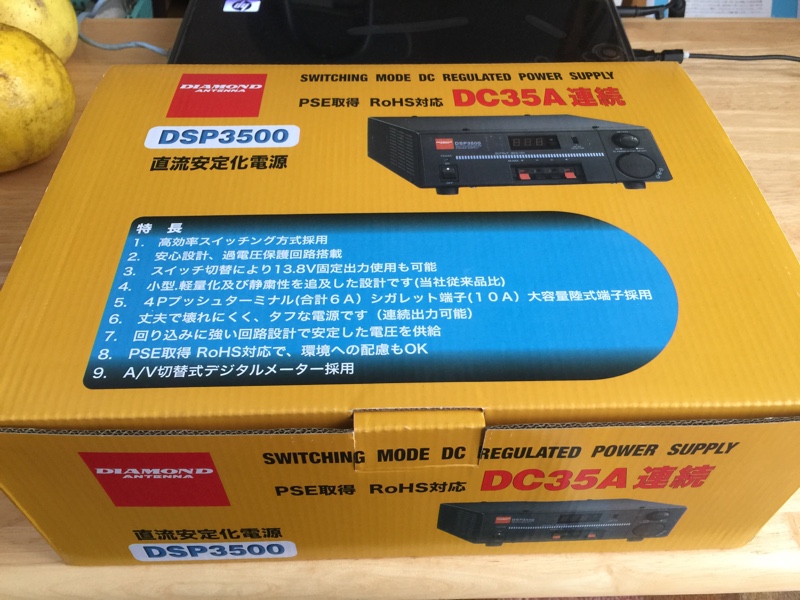 hp
DIAMOND
ANTENNA
SWITCHING MODE DC REGULATED POWER SUPPLY
PSE取得 RoHS対応 DC35A連続
DSP3500
直流安定化電源
DSP3500
特 長
1. 高効率スイッチング方式採用
2. 安心設計、過電圧保護回路搭載
3. スイッチ切替により13.8V固定出力使用も可能
4. 小型.軽量化及び静粛性を追及した設計です(当社従来品比)
5. 4Pプッシュターミナル(合計6A) シガレット端子(10A) 大容量陸式端子採用
6. 丈夫で壊れにくく、タフな電源です(連続出力可能)
7. 回り込みに強い回路設計で安定した電圧を供給
8. PSE取得 RoHS対応で、環境への配慮もOK
9. A/V切替式デジタルメーター採用
DIAMOND
ANTENNA
SWITCHING MODE DC REGULATED POWER SUPPLY
PSE取得 RoHS対応 DC35A連続
直流安定化電源
DSP3500